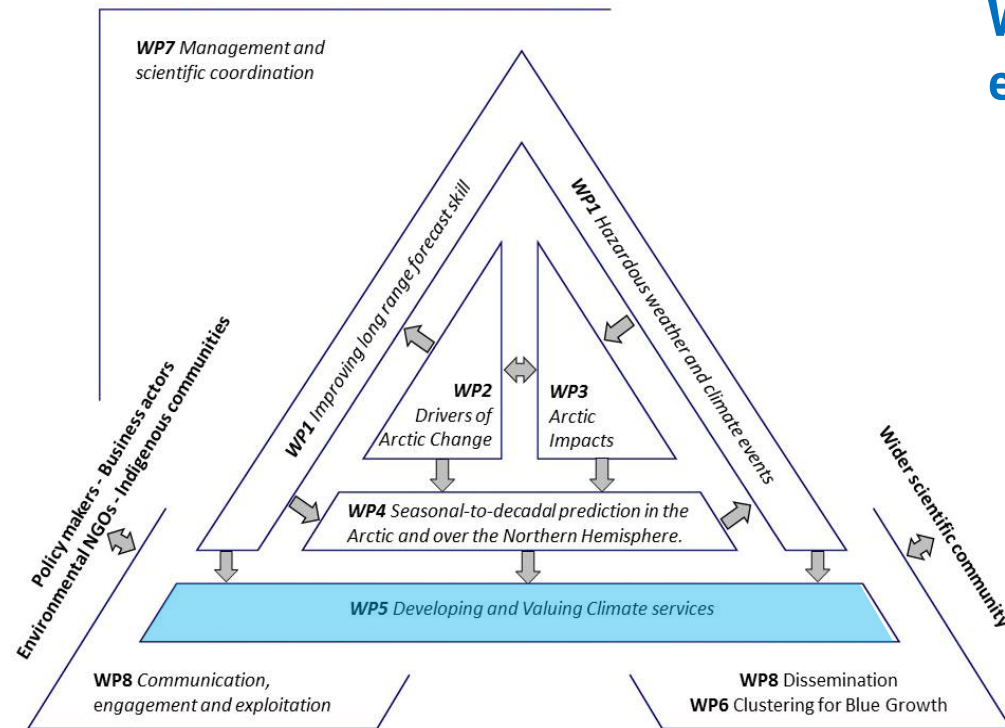 WP7 Management and
scientific coordination
WP1 Improving long range forecast skill
WP1 Hazardous weather and climate events
WP2
Drivers of
Arctic Change
WP3
Arctic
Impacts
WP4 Seasonal-to-decadal prediction in the
Arctic and over the Northern Hemisphere.
Policy makers - Business actors
Environmental NGOs - Indigenous communities
Wider scientific community
WP5 Developing and Valuing Climate services
WP8 Communication,
engagement and exploitation
WP8 Dissemination
WP6 Clustering for Blue Growth